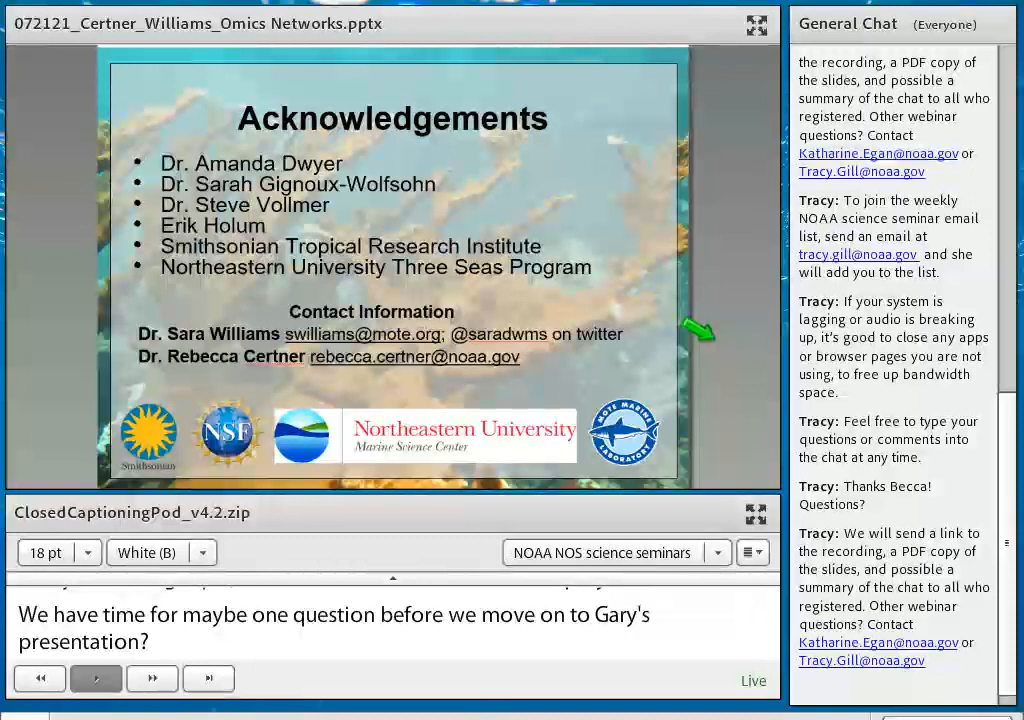 072121_Certner_Williams_Omics Networks.pptx
Acknowledgements
• Dr. Amanda Dwyer
• Dr. Sarah Gignoux-Wolfsohn
• Dr. Steve Vollmer
• Erik Holum
• Smithsonian Tropical Research Institute
• Northeastern University Three Seas Program
Contact Information
Dr. Sara Williams swilliams@mote.org; @saradwms on twitter
Dr. Rebecca Certner rebecca.certner@noaa.gov
Smithsonian
NSF
Northeastern University
Marine Science Center
MOTE MARINE
LABORATORY
ClosedCaptioningPod_v4.2.zip
18 pt
White (B)
NOAA NOS science seminars
We have time for maybe one question before we move on to Gary's
presentation?
Live
General Chat (Everyone)
the recording, a PDF copy of
the slides, and possible a
summary of the chat to all who
registered. Other webinar
questions? Contact
Katharine.Egan@noaa.gov or
Tracy.Gill@noaa.gov
Tracy: To join the weekly
NOAA science seminar email
list, send an email at
tracy.gill@noaa.gov and she
will add you to the list.
Tracy: If your system is
lagging or audio is breaking
up, it's good to close any apps
or browser pages you are not
using, to free up bandwidth
space.
Tracy: Feel free to type your
questions or comments into
the chat at any time.
Tracy: Thanks Becca!
Questions?
Tracy: We will send a link to
the recording, a PDF copy of
the slides, and possible a
summary of the chat to all who
registered. Other webinar
questions? Contact
Katharine.Egan@noaa.gov or
Tracy.Gill@noaa.gov